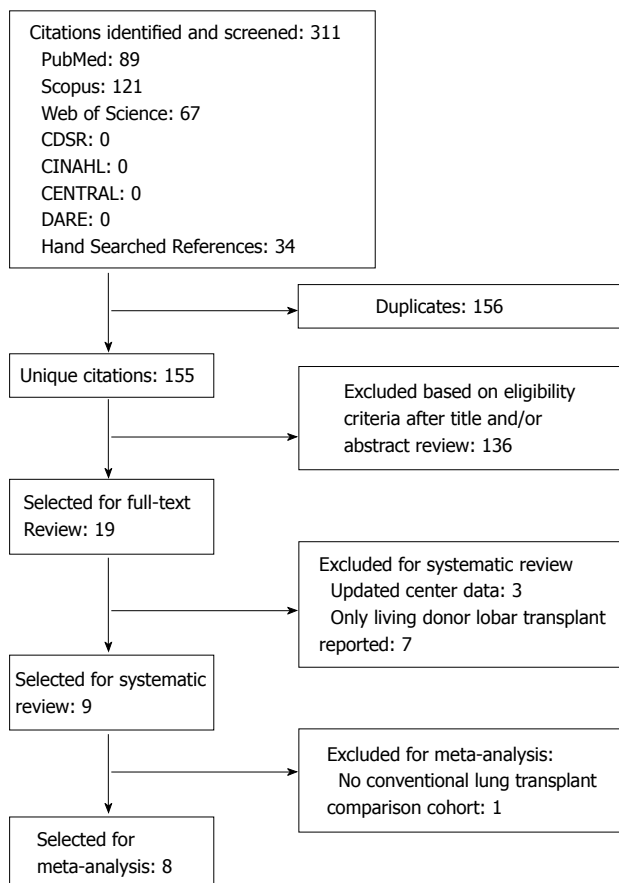 Citations identified and screened: 311
PubMed: 89
Scopus: 121
Web of Science: 67
CDSR: 0
CINAHL: 0
CENTRAL: 0
DARE: 0
Hand Searched References: 34
Duplicates: 156
Unique citations: 155
Excluded based on eligibility
criteria after title and/or
abstract review: 136
Selected for full-text
Review: 19
Excluded for systematic review
Updated center data: 3
Only living donor lobar transplant
reported: 7
Selected for systematic
review: 9
Excluded for meta-analysis:
No conventional lung transplant
comparison cohort: 1
Selected for
meta-analysis: 8